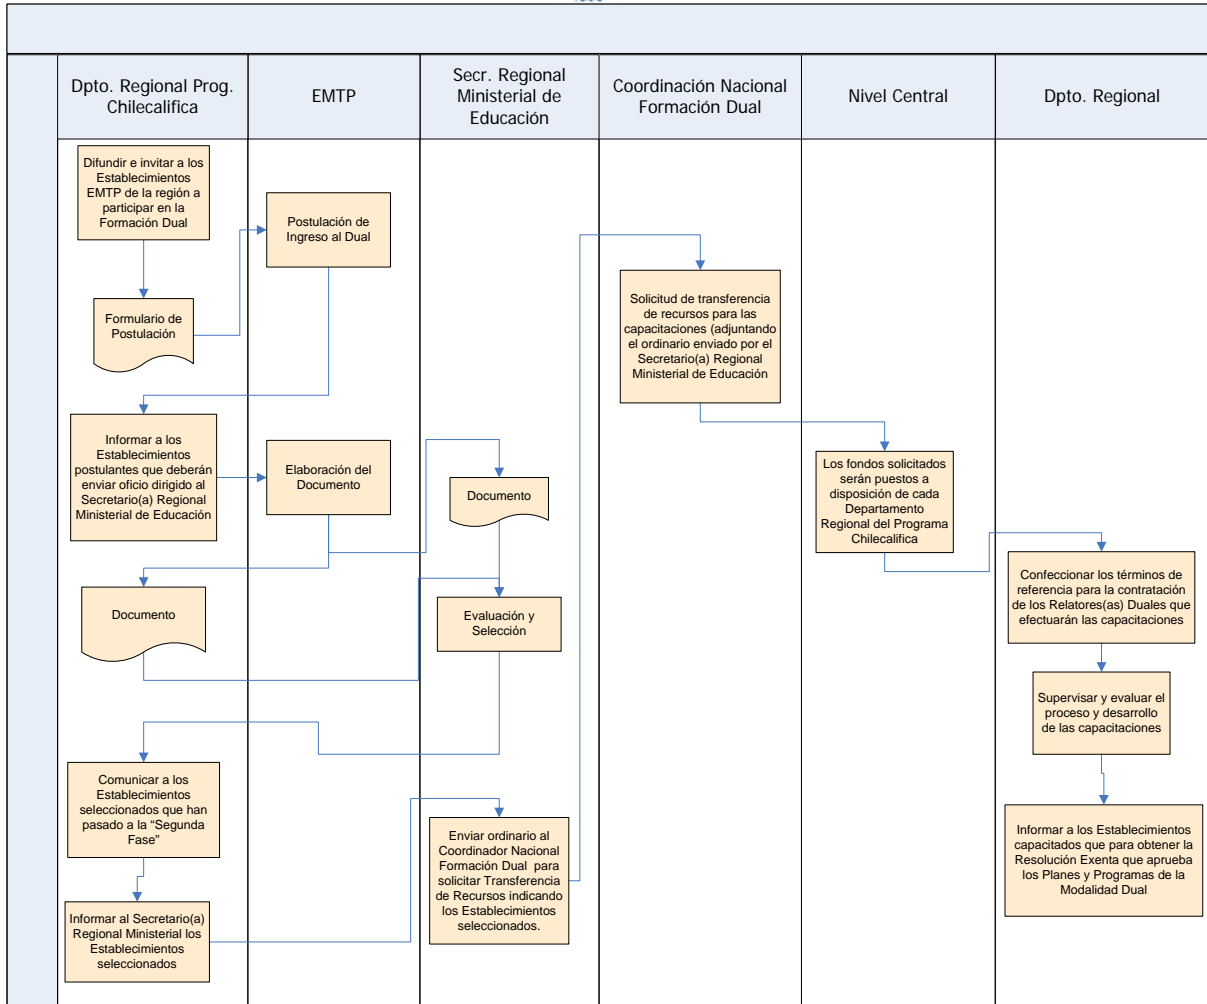 Dpto. Regional Prog.
Chilecalifica
EMTP
Secr. Regional
Ministerial de
Educación
Coordinación Nacional
Formación Dual
Nivel Central
Dpto. Regional
Difundir e invitar a los
Establecimientos
EMTP de la región a
participar en la
Formación Dual
Formulario de
Postulación
Informar a los
Establecimientos
postulantes que deberán
enviar oficio dirigido al
Secretario(a) Regional
Ministerial de Educación
Documento
Comunicar a los
Establecimientos
seleccionados que han
pasado a la “Segunda
Fase”
Informar al Secretario(a)
Regional Ministerial los
Establecimientos
seleccionados
Postulación de
Ingreso al Dual
Elaboración del
Documento
Documento
Evaluación y
Selección
Enviar ordinario al
Coordinador Nacional
Formación Dual para
solicitar Transferencia
de Recursos indicando
los Establecimientos
seleccionados.
Solicitud de transferencia
de recursos para las
capacitaciones (adjuntando
el ordinario enviado por el
Secretario(a) Regional
Ministerial de Educación
Los fondos solicitados
serán puestos a
disposición de cada
Departamento
Regional del Programa
Chilecalifica
Confeccionar los términos de
referencia para la contratación
de los Relatores(as) Duales que
efectuarán las capacitaciones
Supervisar y evaluar el
proceso y desarrollo
de las capacitaciones
Informar a los Establecimientos
capacitados que para obtener la
Resolución Exenta que aprueba
los Planes y Programas de la
Modalidad Dual